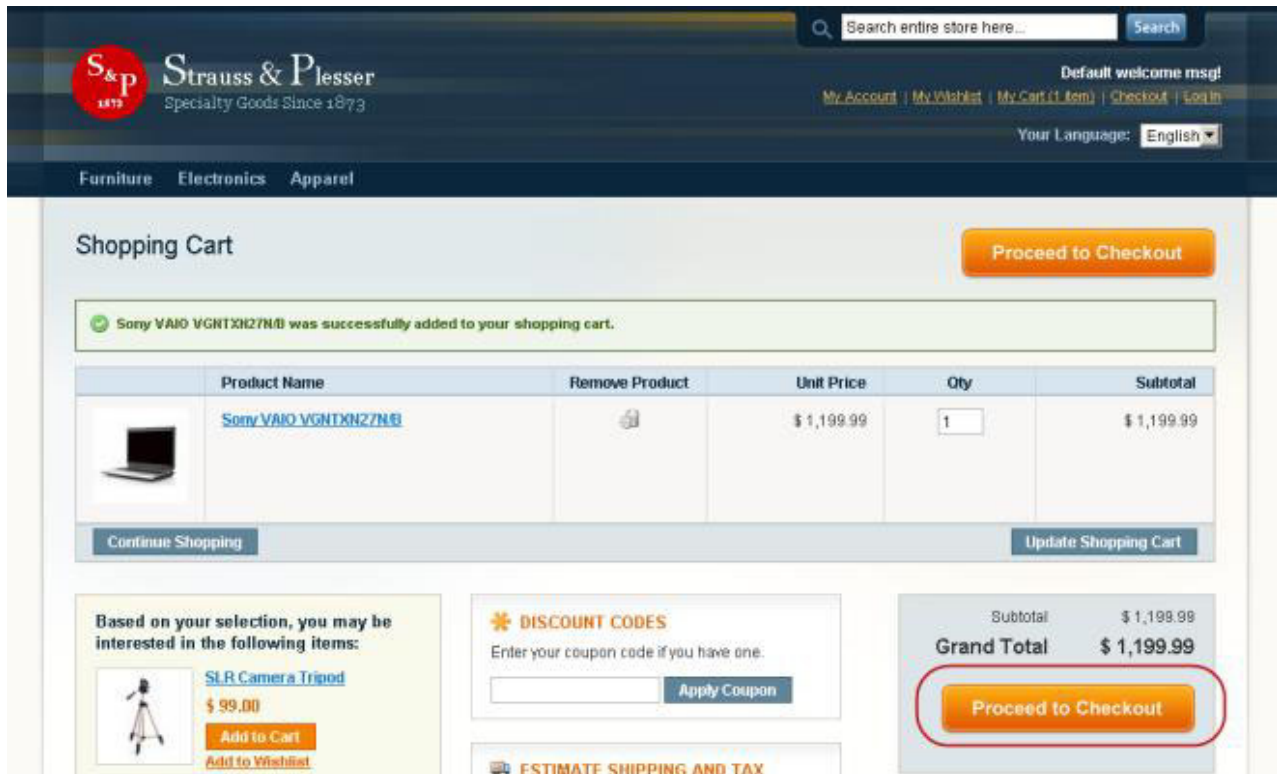 Search entire store here...
Search
S&P
1873
Strauss & Plesser
Specialty Goods Since 1873
Default welcome msg!
My Account | My Wishlist | My Cart (1 item) | Checkout | Log In
Your Language: English
Furniture Electronics Apparel
Shopping Cart
Proceed to Checkout
Sony VAIO VGNTXN27N/B was successfully added to your shopping cart.
Product Name Remove Product Unit Price Qty Subtotal
Sony VAIO VGNTXN27N/B $ 1,199.99 1 $ 1,199.99
Continue Shopping Update Shopping Cart
Based on your selection, you may be
interested in the following items:
SLR Camera Tripod
$ 99.00
Add to Cart
Add to Wishlist
DISCOUNT CODES
Enter your coupon code if you have one.
Apply Coupon
ESTIMATE SHIPPING AND TAX
Subtotal $ 1,199.99
Grand Total $ 1,199.99
Proceed to Checkout